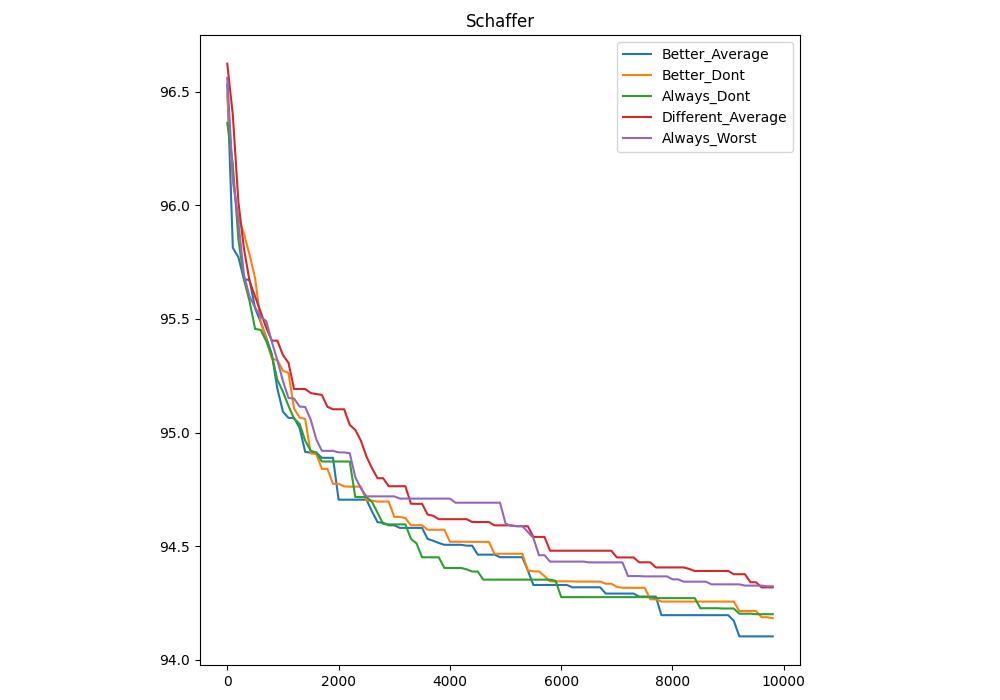 Schaffer
Better_Average
Better_Dont
Always_Dont
Different_Average
Always_Worst
96.5
96.0
95.5
95.0
94.5
94.0
0 2000 4000 6000 8000 10000